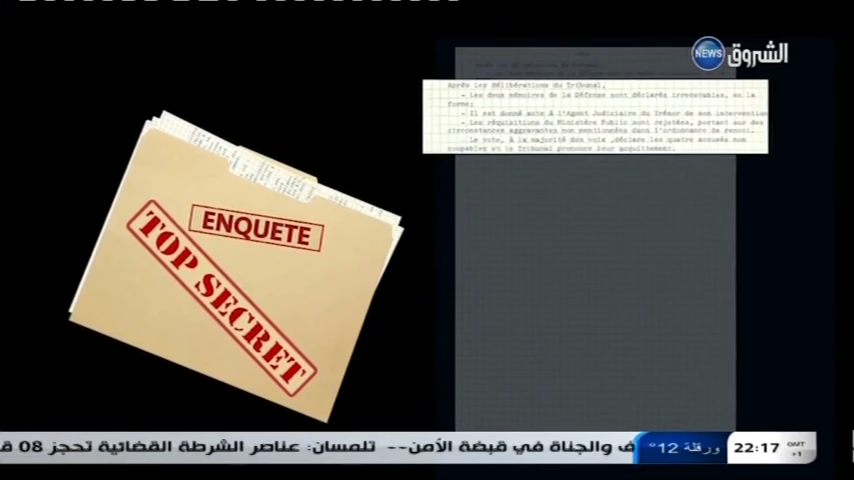 NEWS الشروق
Après les délibérations du Tribunal,
- Les deux mémoires de la Défense sont déclarés irrecevables, en la
forme;
- Il est donné acte à l'Agent Judiciaire du Trésor de son intervention
- Les réquisitions du Ministère Public sont rejetées, portant sur des
circonstances aggravantes non mentionnées dans l'ordonnance de renvoi.
Le vote, à la majorité des voix ,déclare les quatre accusés non
coupables et le Tribunal prononce leur acquittement.
ENQUETE
TOP SECRET
ف والجناة في قبضة الأمن-- تلمسان: عناصر الشرطة القضائية تحجز 08 ق
ورقلة 12°
22:17 GMT +1